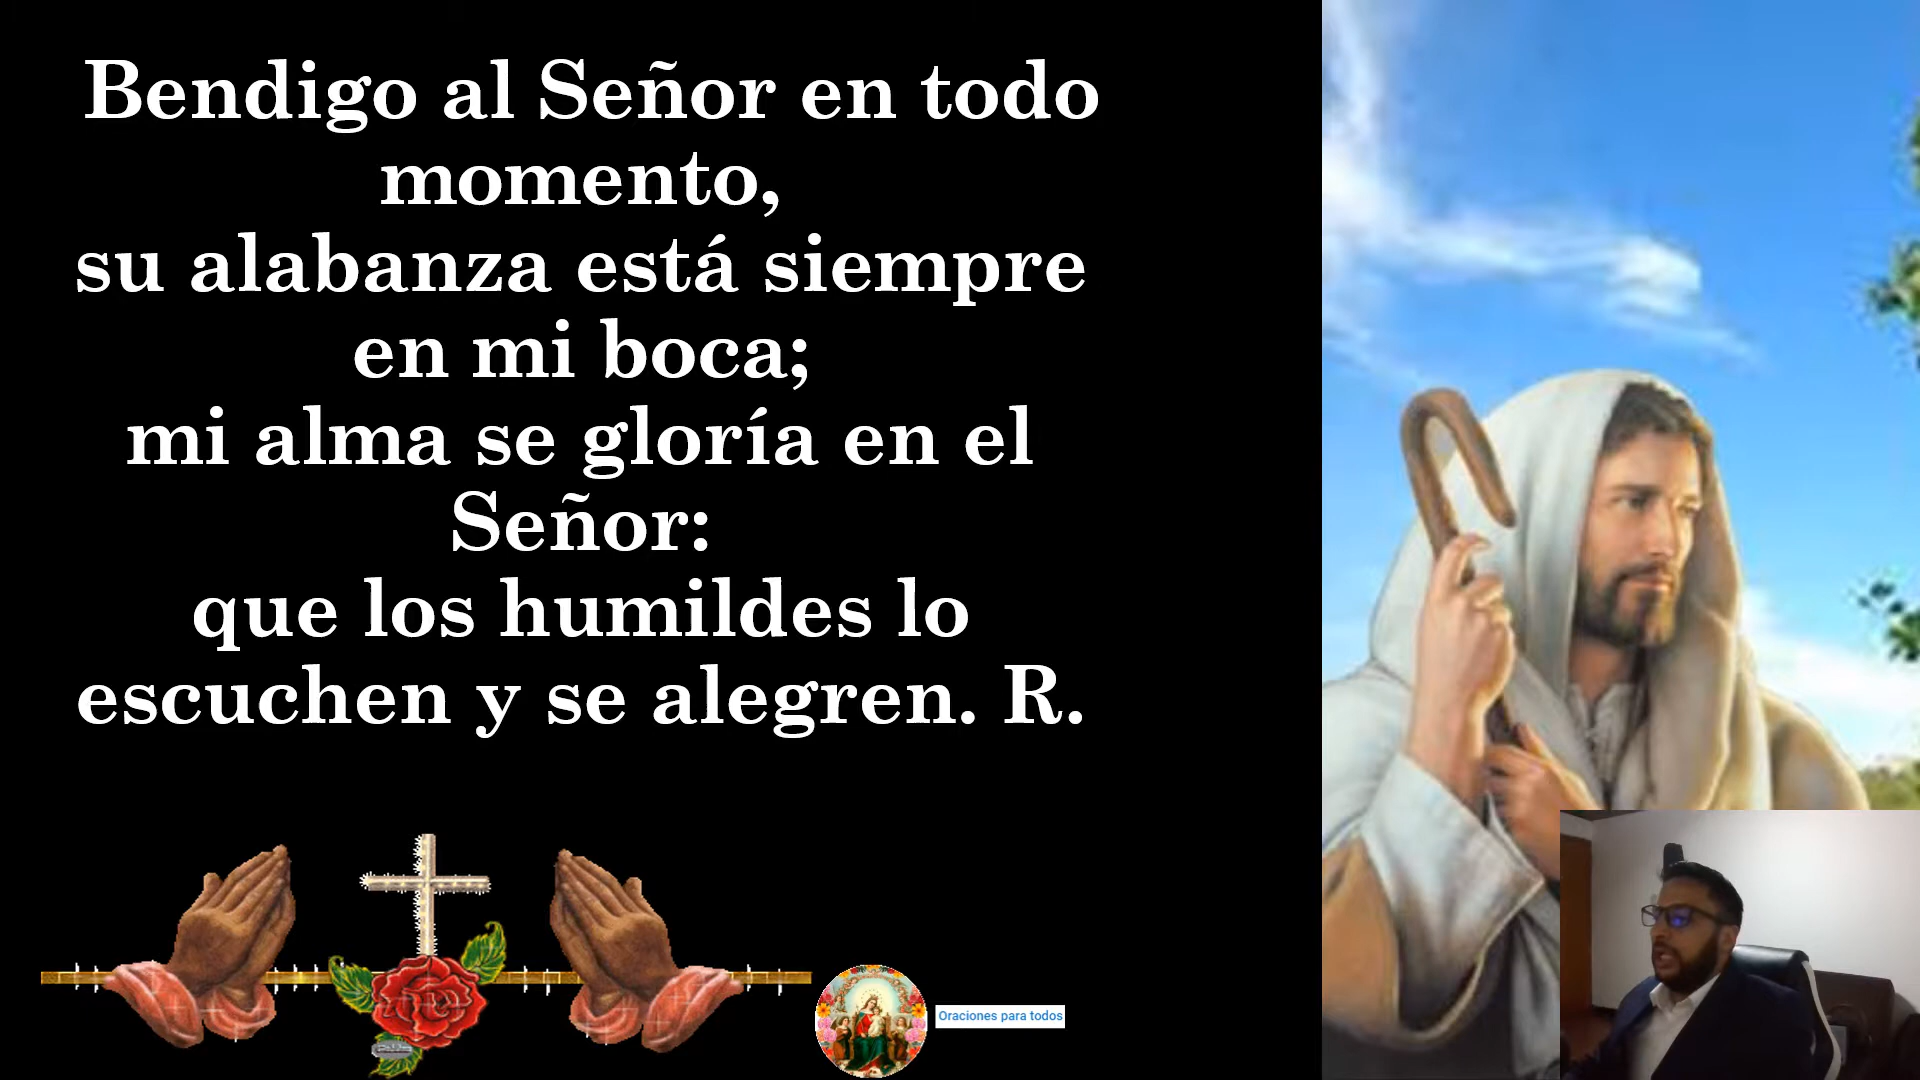 Bendigo al Señor en todo
momento,
su alabanza está siempre
en mi boca;
mi alma se gloría en el
Señor:
que los humildes lo
escuchen y se alegren. R.
Oraciones para todos